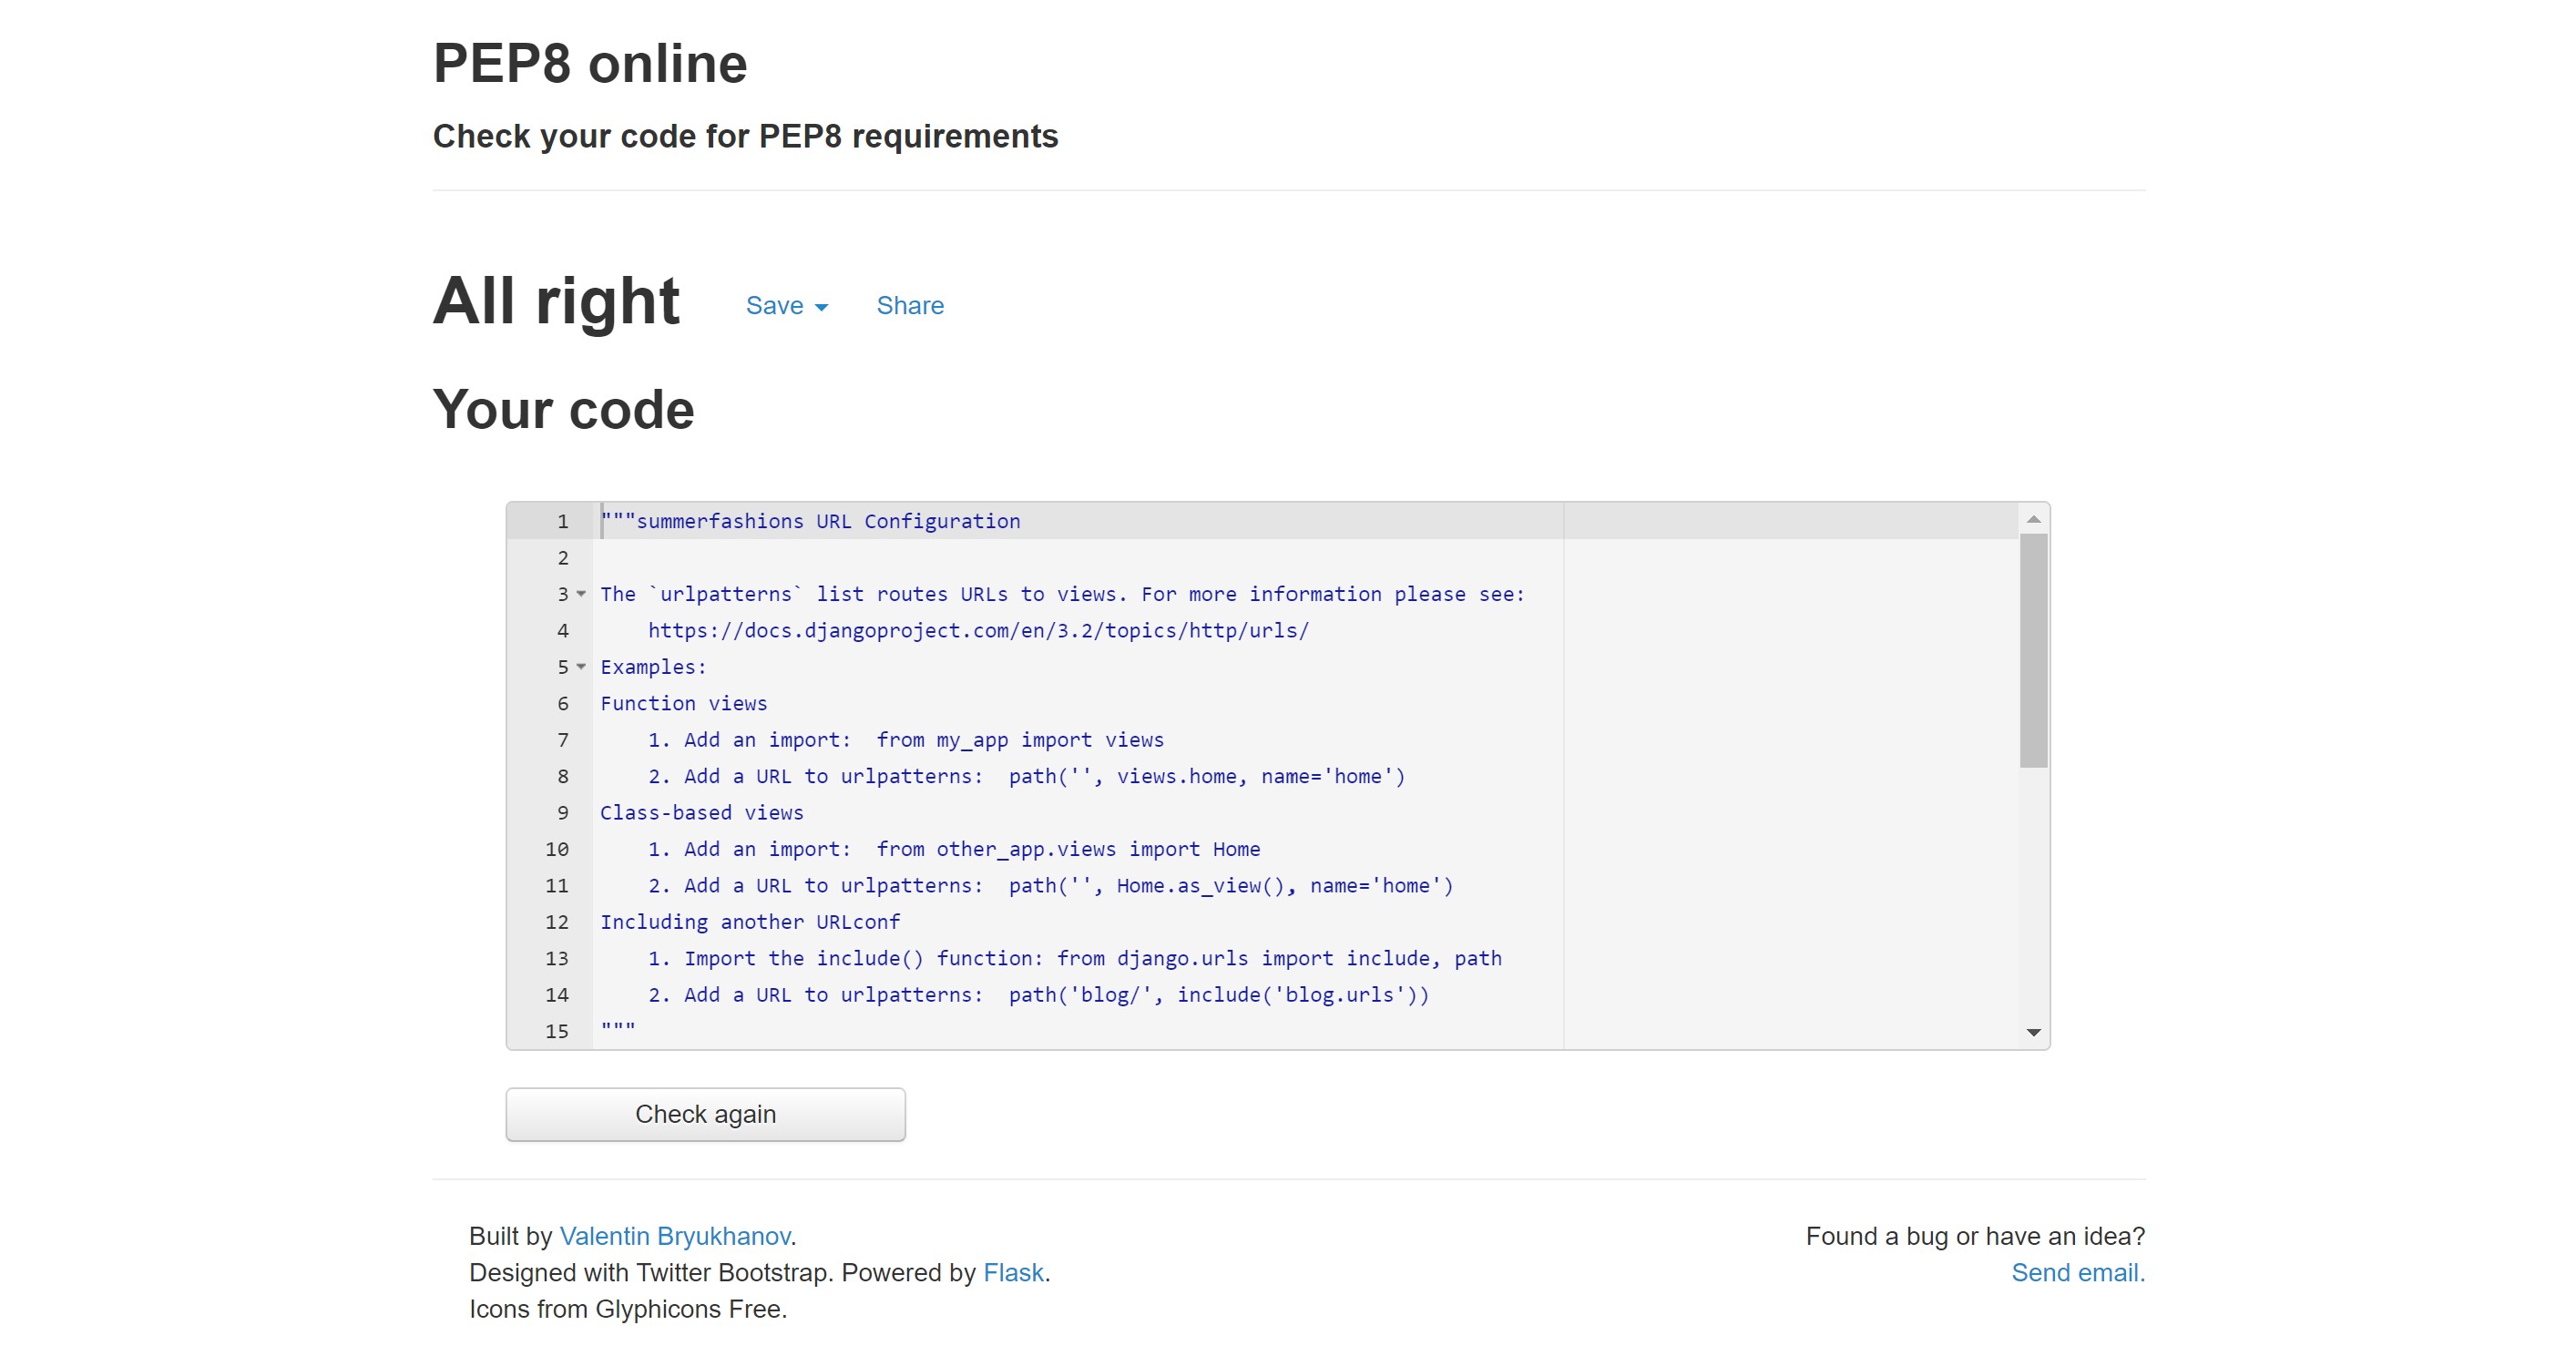 PEP8 online
Check your code for PEP8 requirements
All right Save Share
Your code
1 """summerfashions URL Configuration
2
3 The `urlpatterns` list routes URLs to views. For more information please see:
4     https://docs.djangoproject.com/en/3.2/topics/http/urls/
5 Examples:
6 Function views
7     1. Add an import:  from my_app import views
8     2. Add a URL to urlpatterns:  path('', views.home, name='home')
9 Class-based views
10     1. Add an import:  from other_app.views import Home
11     2. Add a URL to urlpatterns:  path('', Home.as_view(), name='home')
12 Including another URLconf
13     1. Import the include() function: from django.urls import include, path
14     2. Add a URL to urlpatterns:  path('blog/', include('blog.urls'))
15 """
Check again
Built by Valentin Bryukhanov.
Designed with Twitter Bootstrap. Powered by Flask.
Icons from Glyphicons Free.
Found a bug or have an idea?
Send email.